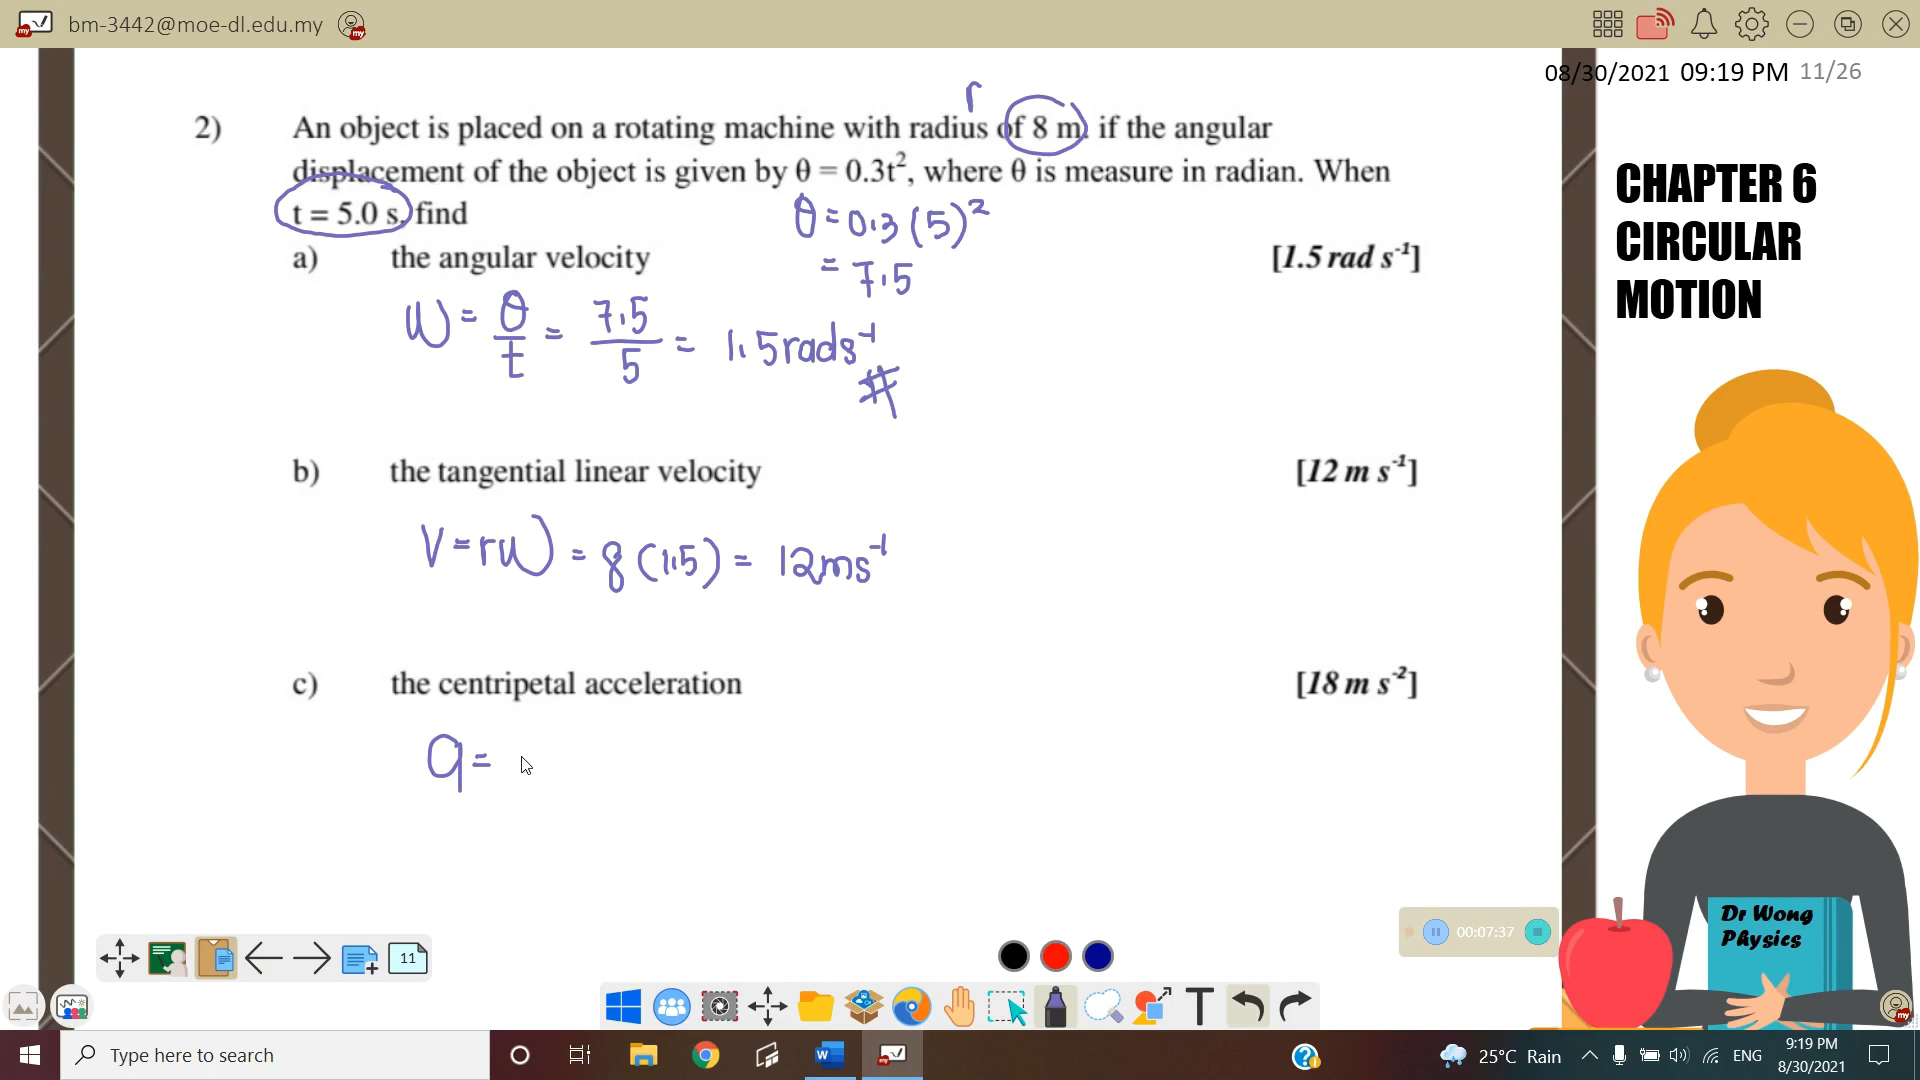 bm-3442@moe-dl.edu.my
08/30/2021 09:19 PM 11/26
r
2) An object is placed on a rotating machine with radius of 8 m. if the angular
displacement of the object is given by θ = 0.3t², where θ is measure in radian. When
t = 5.0 s, find
θ = 0.3 (5)²
= 7.5
a) the angular velocity [1.5 rad s⁻¹]
ω = θ/t = 7.5/5 = 1.5 rads⁻¹ #
b) the tangential linear velocity [12 m s⁻¹]
V = rω = 8 (1.5) = 12 ms⁻¹
c) the centripetal acceleration [18 m s⁻²]
a =
CHAPTER 6
CIRCULAR
MOTION
Dr Wong
Physics
00:07:37
11
Type here to search
25°C Rain
ENG
9:19 PM
8/30/2021